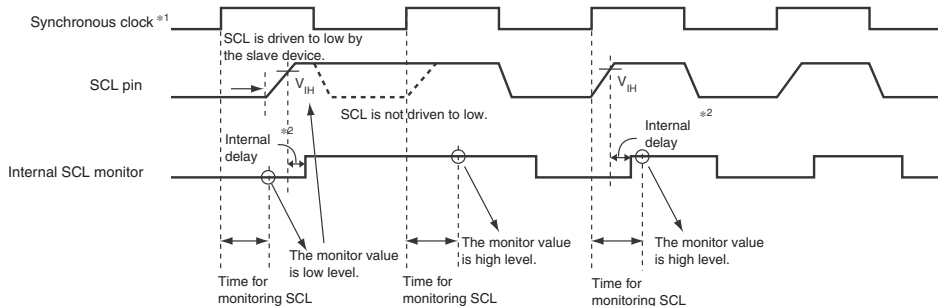 Synchronous clock *1
SCL is driven to low by
the slave device.
SCL pin
VIH
VIH
SCL is not driven to low.
*2
Internal
delay
*2
Internal
delay
Internal SCL monitor
The monitor value
is low level.
The monitor value
is high level.
The monitor value
is high level.
Time for
monitoring SCL
Time for
monitoring SCL
Time for
monitoring SCL